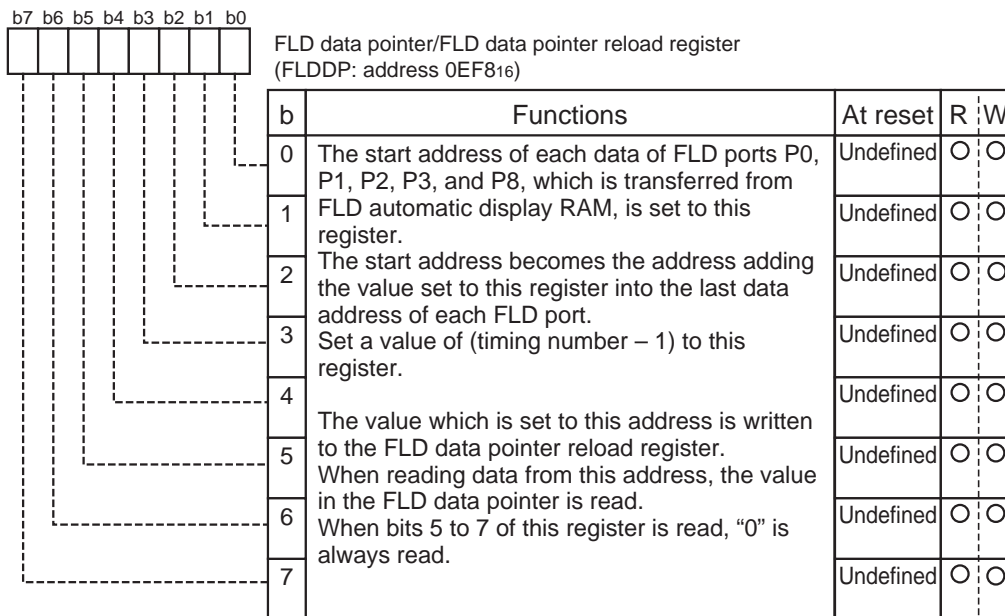 b7 b6 b5 b4 b3 b2 b1 b0
FLD data pointer/FLD data pointer reload register
(FLDDP: address 0EF816)
b Functions At reset R W
0 The start address of each data of FLD ports P0, Undefined O O
P1, P2, P3, and P8, which is transferred from
1 FLD automatic display RAM, is set to this Undefined O O
register.
The start address becomes the address adding
2 the value set to this register into the last data Undefined O O
address of each FLD port.
3 Set a value of (timing number – 1) to this Undefined O O
register.
4 Undefined O O
The value which is set to this address is written
5 to the FLD data pointer reload register. Undefined O O
When reading data from this address, the value
in the FLD data pointer is read.
6 When bits 5 to 7 of this register is read, “0” is Undefined O O
always read.
7 Undefined O O